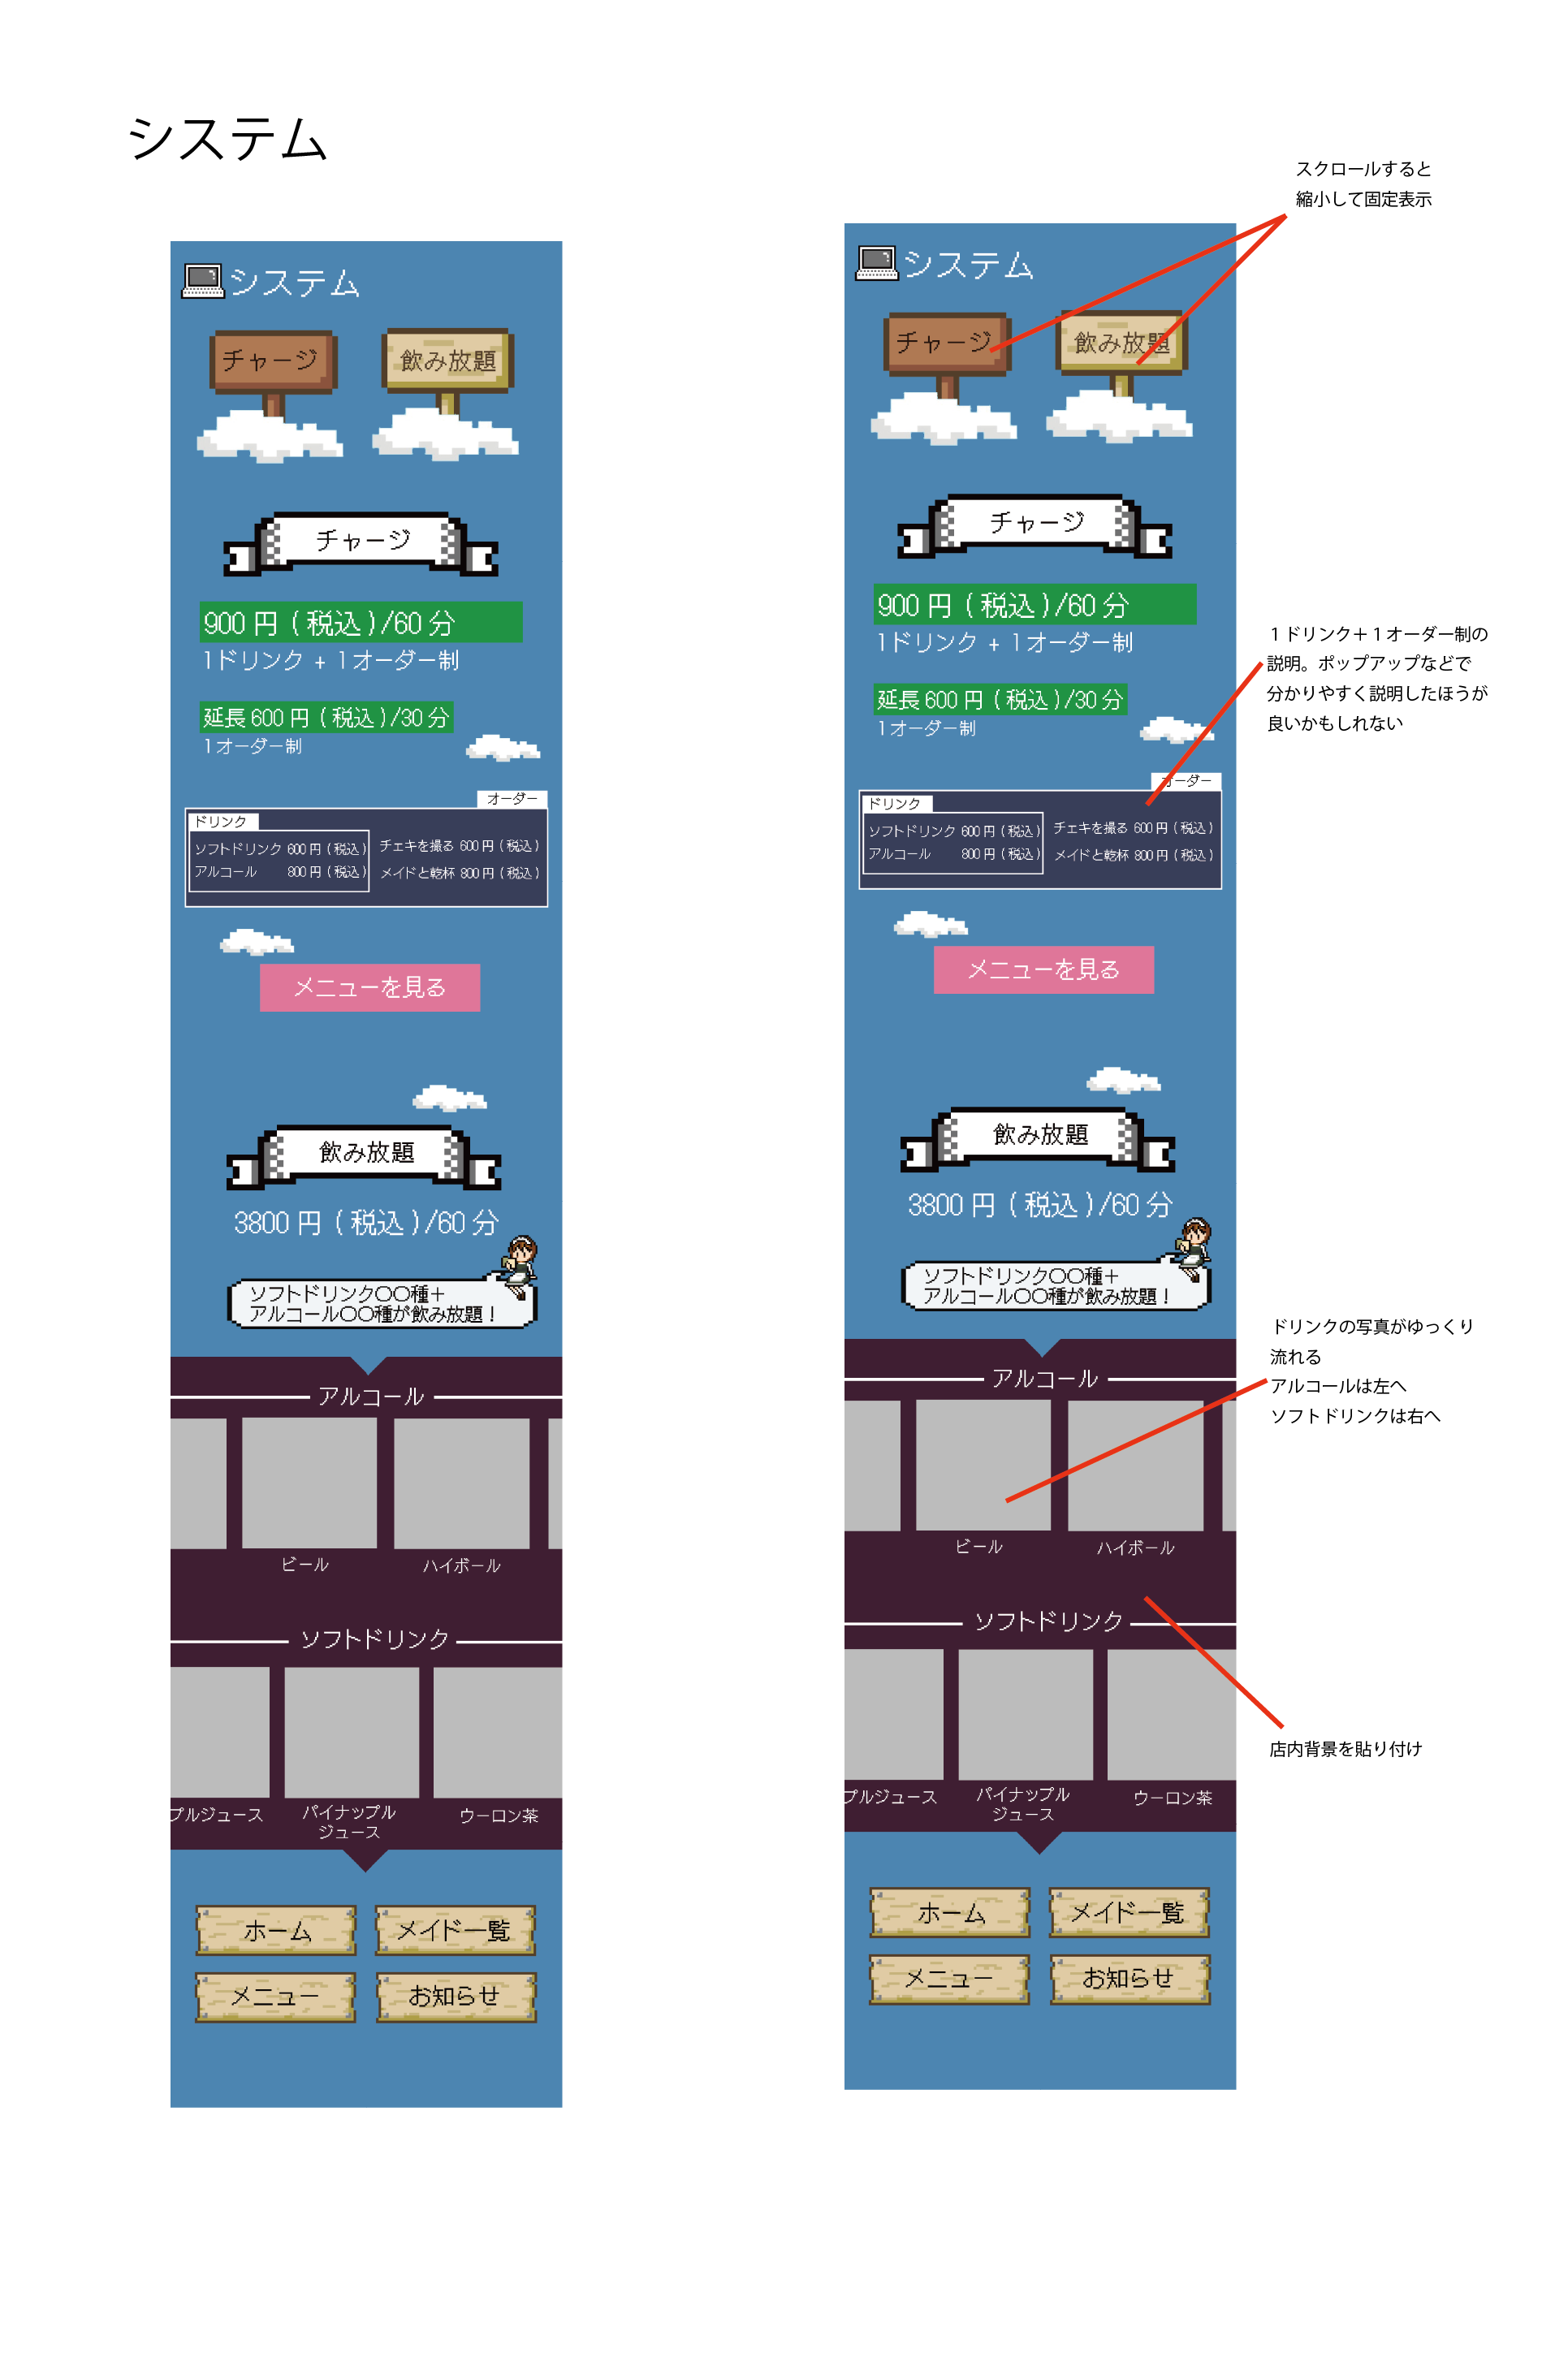 システム
システム
チャージ
飲み放題
チャージ
900 円 ( 税込 )/60 分
1ドリンク + 1オーダー制
延長 600 円 ( 税込 )/30 分
1オーダー制
オーダー
ドリンク
ソフトドリンク 600 円 ( 税込 )
アルコール 800 円 ( 税込 )
チェキを撮る 600 円 ( 税込 )
メイドと乾杯 800 円 ( 税込 )
メニューを見る
飲み放題
3800 円 ( 税込 )/60 分
ソフトドリンク〇〇種＋
アルコール〇〇種が飲み放題！
アルコール
ビール
ハイボール
ソフトドリンク
プルジュース
パイナップル
ジュース
ウーロン茶
ホーム
メイド一覧
メニュー
お知らせ
システム
チャージ
飲み放題
チャージ
900 円 ( 税込 )/60 分
1ドリンク + 1オーダー制
延長 600 円 ( 税込 )/30 分
1オーダー制
オーダー
ドリンク
ソフトドリンク 600 円 ( 税込 )
アルコール 800 円 ( 税込 )
チェキを撮る 600 円 ( 税込 )
メイドと乾杯 800 円 ( 税込 )
メニューを見る
飲み放題
3800 円 ( 税込 )/60 分
ソフトドリンク〇〇種＋
アルコール〇〇種が飲み放題！
アルコール
ビール
ハイボール
ソフトドリンク
プルジュース
パイナップル
ジュース
ウーロン茶
ホーム
メイド一覧
メニュー
お知らせ
スクロールすると
縮小して固定表示
１ドリンク＋１オーダー制の
説明。ポップアップなどで
分かりやすく説明したほうが
良いかもしれない
ドリンクの写真がゆっくり
流れる
アルコールは左へ
ソフトドリンクは右へ
店内背景を貼り付け